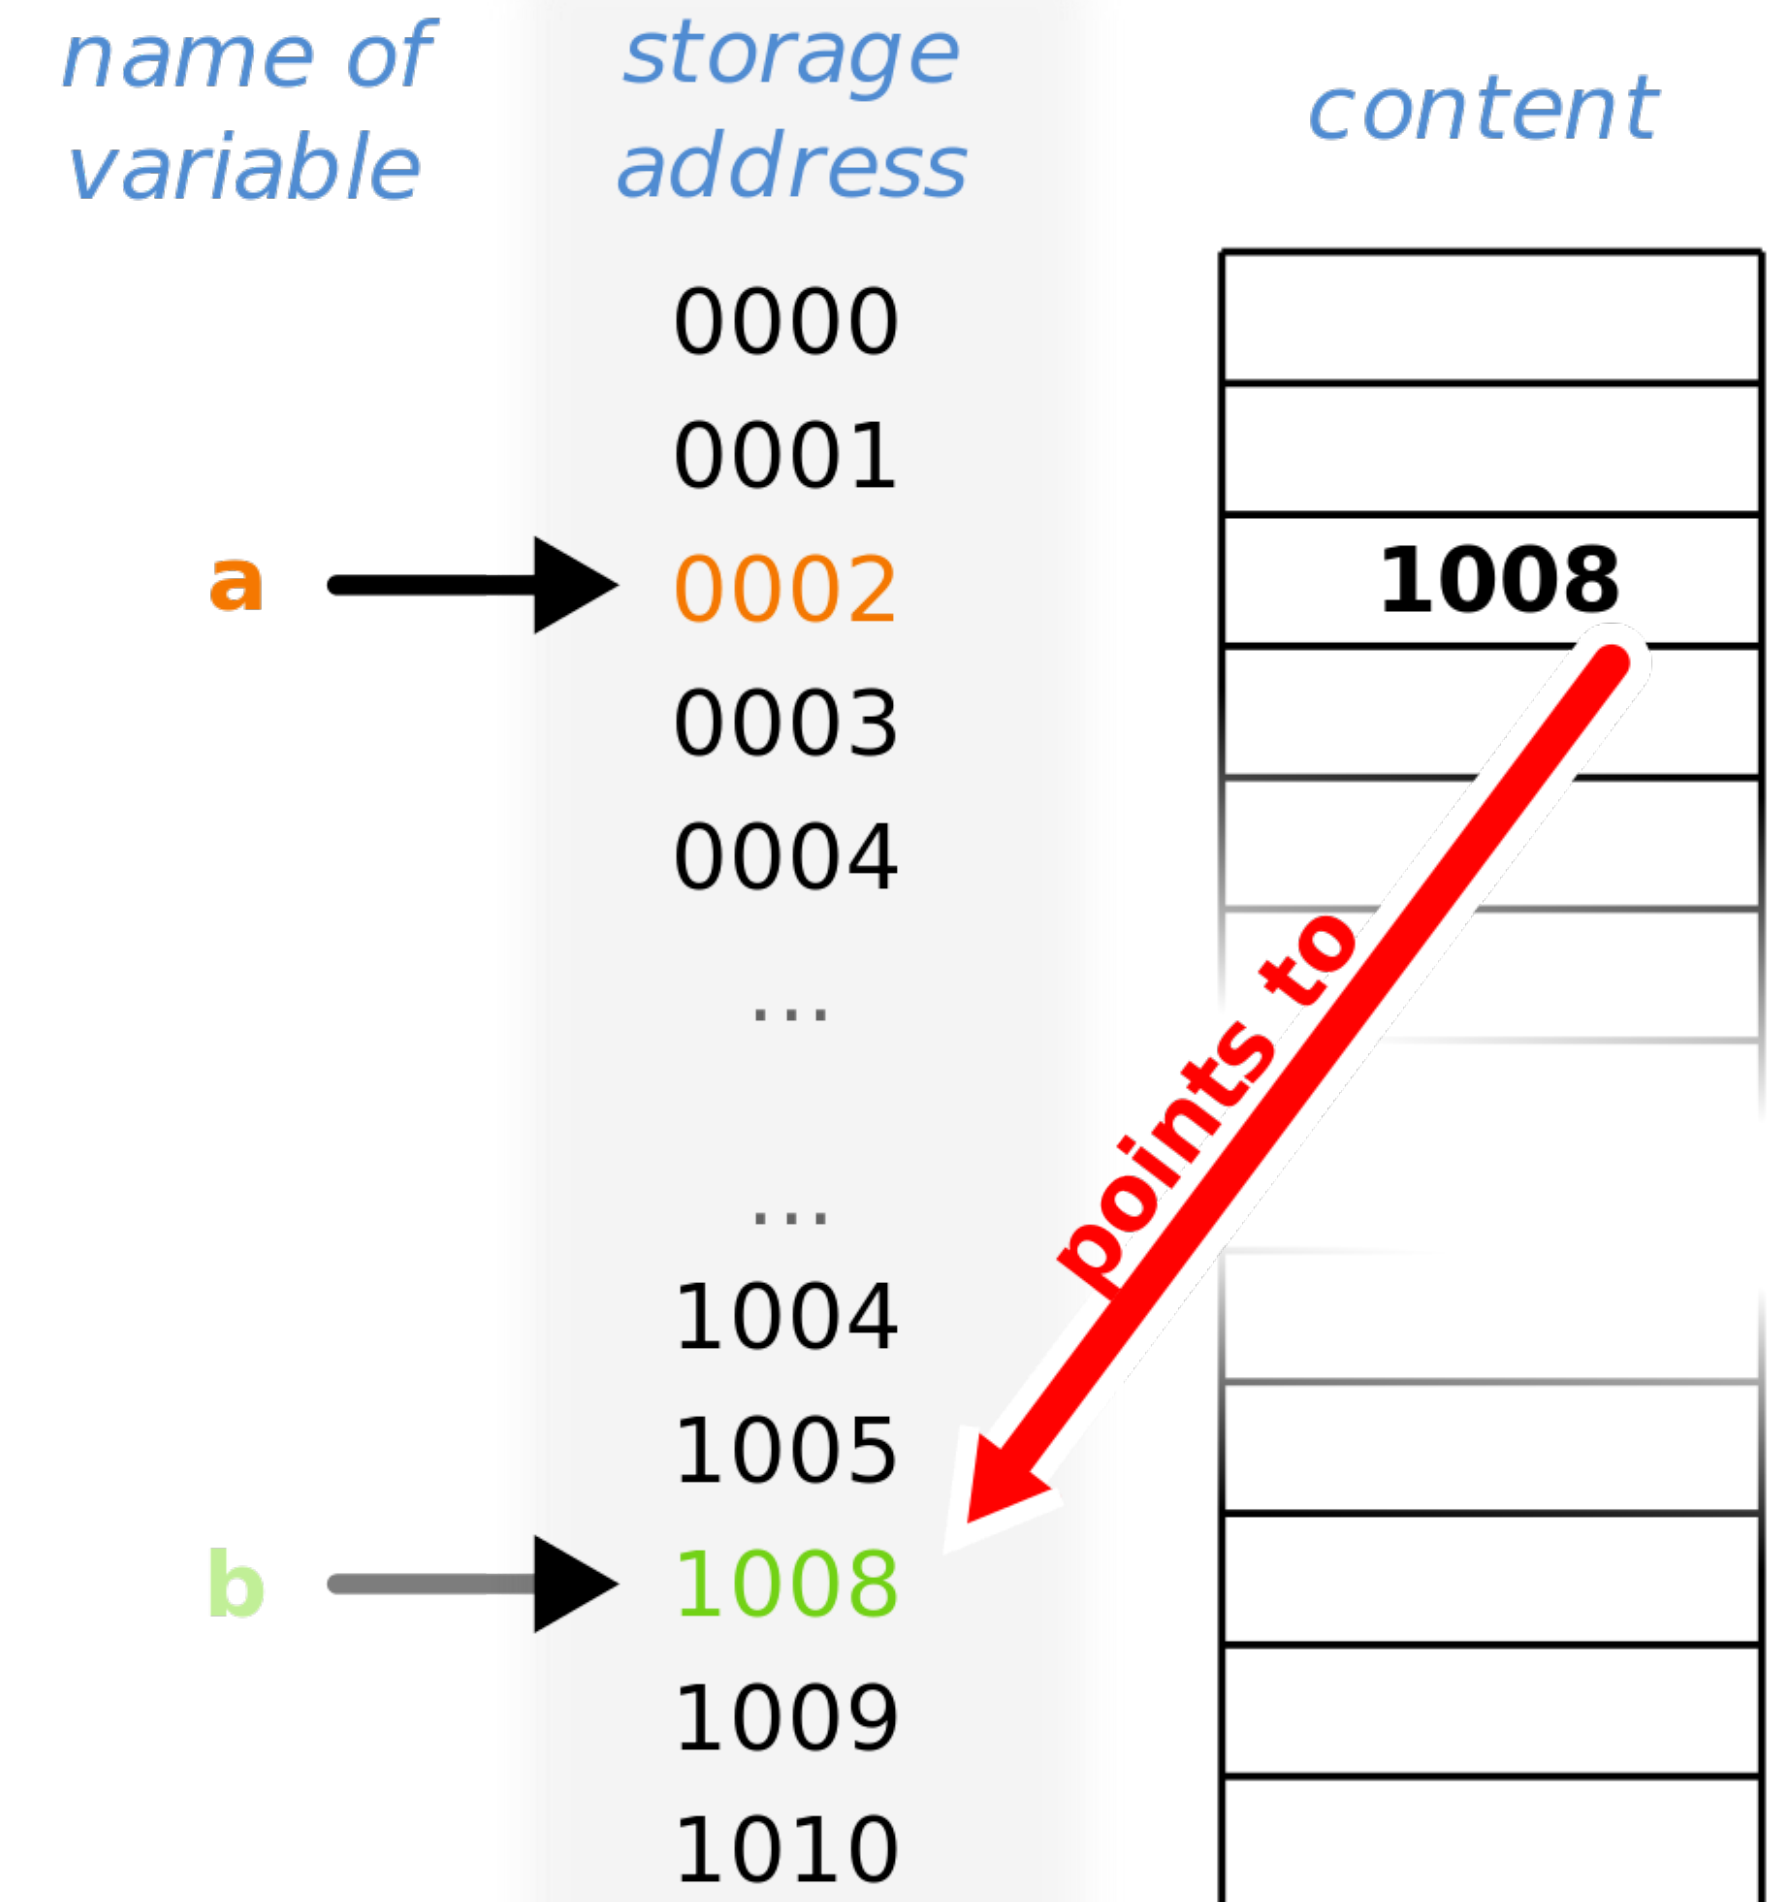 name of
variable
storage
address
content
0000
0001
a 0002 1008
0003
0004
...
points to
...
1004
1005
b 1008
1009
1010